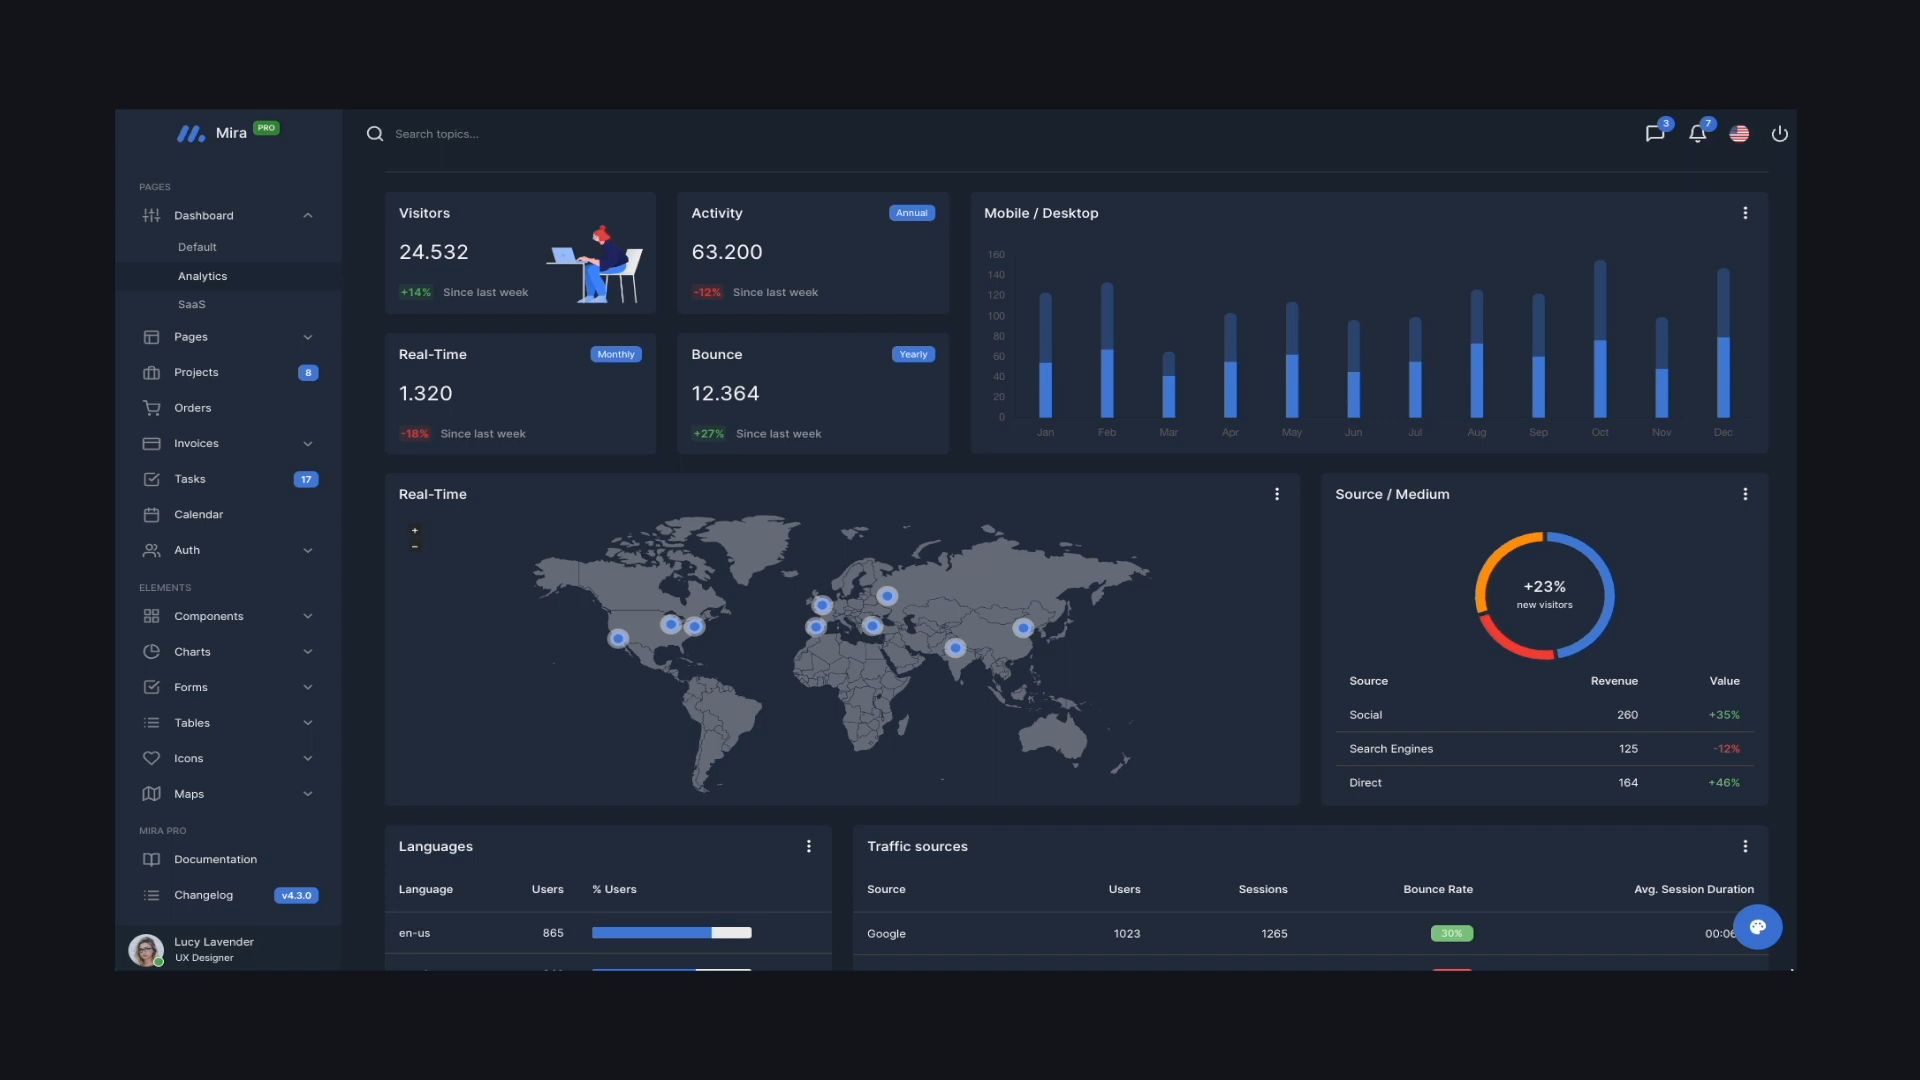 Mira PRO
Search topics...
3
7
PAGES
Dashboard
Default
Analytics
SaaS
Pages
Projects 8
Orders
Invoices
Tasks 17
Calendar
Auth
ELEMENTS
Components
Charts
Forms
Tables
Icons
Maps
MIRA PRO
Documentation
Changelog v4.3.0
Lucy Lavender
UX Designer
Visitors
24.532
+14% Since last week
Activity Annual
63.200
-12% Since last week
Real-Time Monthly
1.320
-18% Since last week
Bounce Yearly
12.364
+27% Since last week
Mobile / Desktop
160
140
120
100
80
60
40
20
0
Jan Feb Mar Apr May Jun Jul Aug Sep Oct Nov Dec
Real-Time
+
−
Source / Medium
+23%
new visitors
Source Revenue Value
Social 260 +35%
Search Engines 125 -12%
Direct 164 +46%
Languages
Language Users % Users
en-us 865
Traffic sources
Source Users Sessions Bounce Rate Avg. Session Duration
Google 1023 1265 30% 00:06